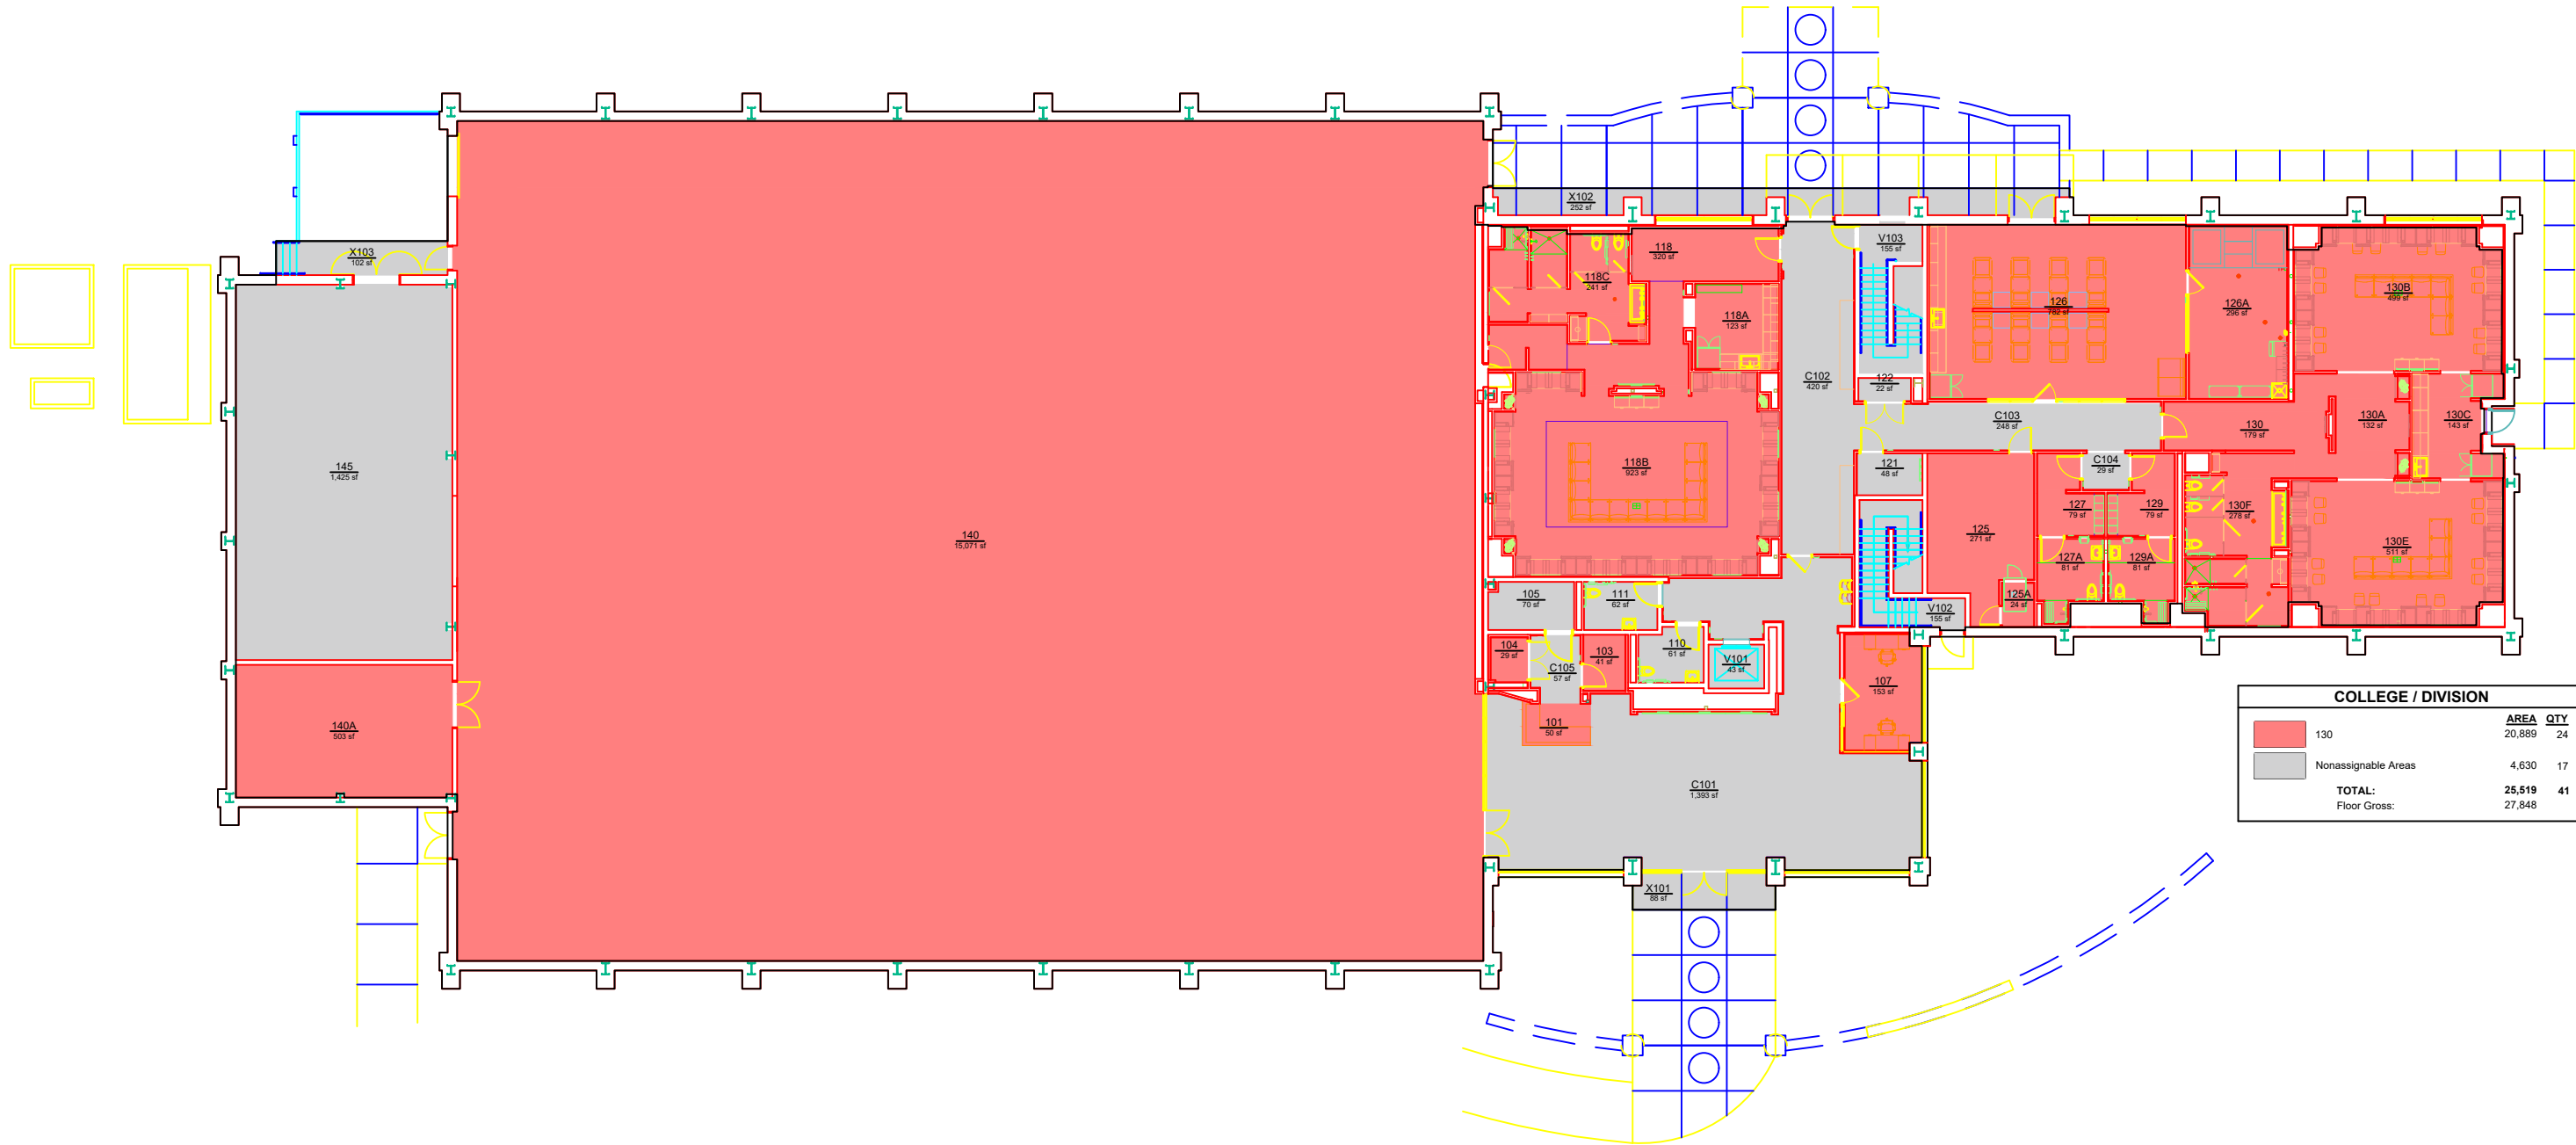 X102
252 sf
V103
155 sf
118
320 sf
X103
102 sf
118C
241 sf
126
782 sf
126A
296 sf
130B
499 sf
118A
123 sf
C102
420 sf
122
22 sf
C103
248 sf
130
179 sf
130A
132 sf
130C
143 sf
145
1,425 sf
118B
923 sf
121
48 sf
C104
29 sf
127
79 sf
129
79 sf
130F
278 sf
140
15,071 sf
125
271 sf
130E
511 sf
127A
81 sf
129A
81 sf
105
70 sf
111
62 sf
125A
24 sf
V102
155 sf
104
29 sf
103
41 sf
110
61 sf
C105
57 sf
V101
43 sf
107
153 sf
101
50 sf
140A
503 sf
C101
1,393 sf
X101
88 sf
COLLEGE / DIVISION
AREA QTY
130 20,889 24
Nonassignable Areas 4,630 17
TOTAL: 25,519 41
Floor Gross: 27,848